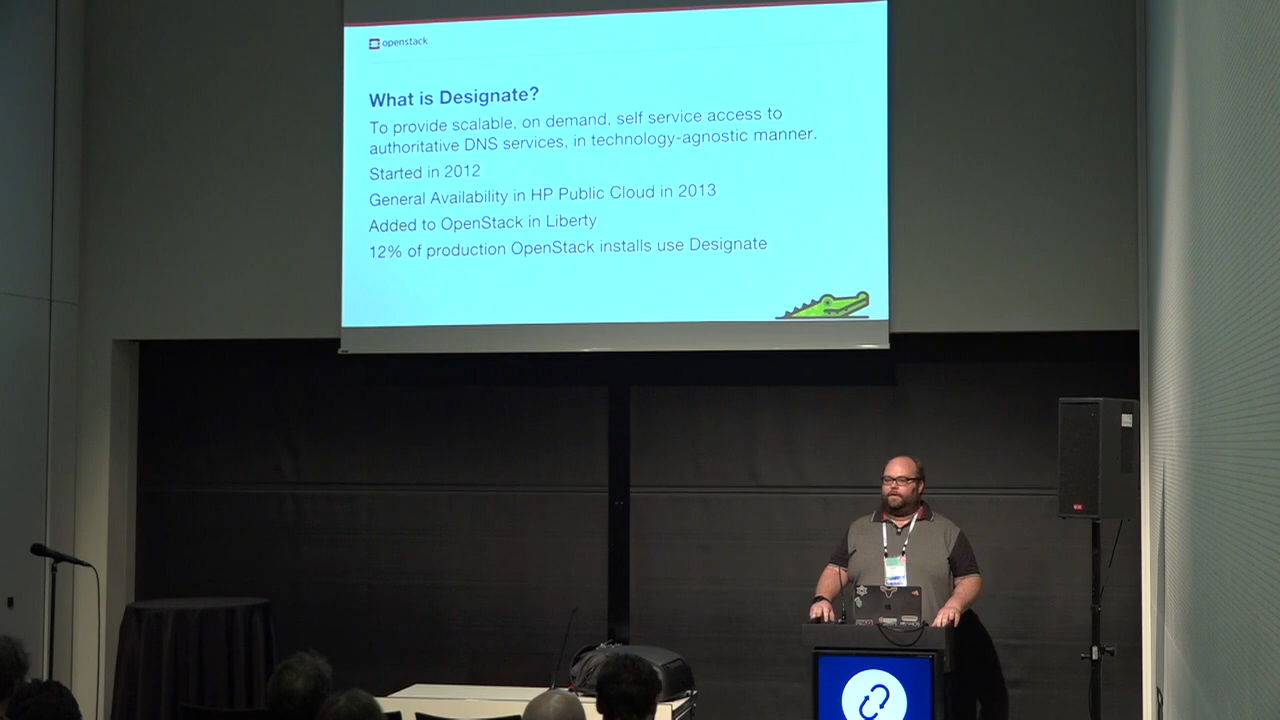 openstack
What is Designate?
To provide scalable, on demand, self service access to
authoritative DNS services, in technology-agnostic manner.
Started in 2012
General Availability in HP Public Cloud in 2013
Added to OpenStack in Liberty
12% of production OpenStack installs use Designate